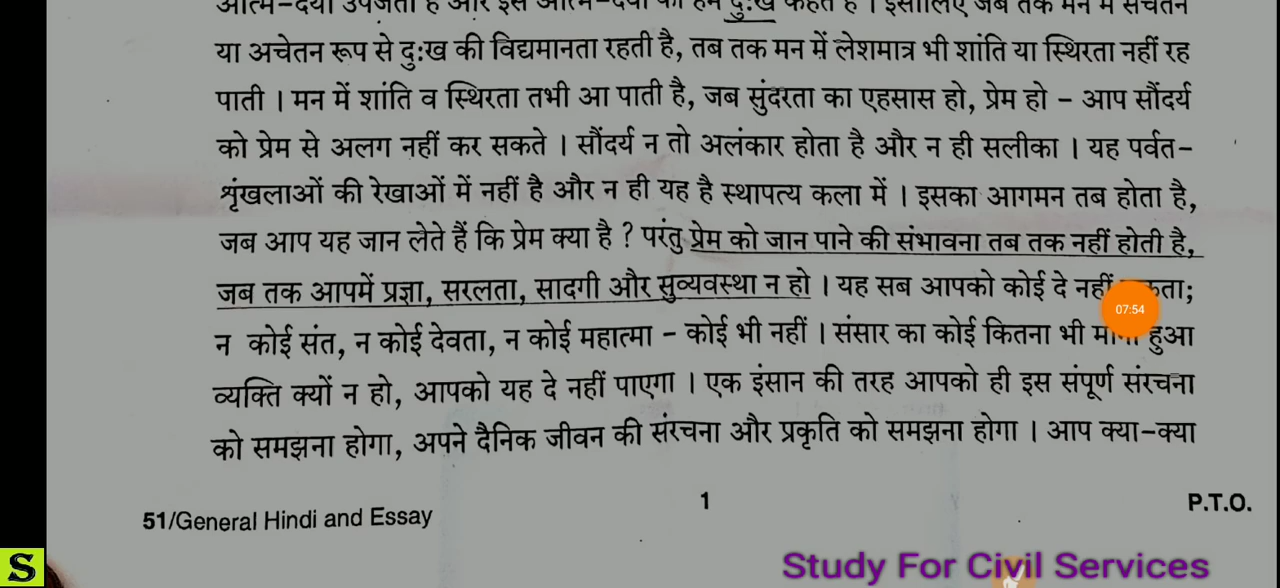 आत्म-दया उपजती है और इस आत्म-दया को हम दुःख कहते हैं । इसीलिए जब तक मन में सचेतन
या अचेतन रूप से दुःख की विद्यमानता रहती है, तब तक मन में लेशमात्र भी शांति या स्थिरता नहीं रह
पाती । मन में शांति व स्थिरता तभी आ पाती है, जब सुंदरता का एहसास हो, प्रेम हो – आप सौंदर्य
को प्रेम से अलग नहीं कर सकते । सौंदर्य न तो अलंकार होता है और न ही सलीका । यह पर्वत-
शृंखलाओं की रेखाओं में नहीं है और न ही यह है स्थापत्य कला में । इसका आगमन तब होता है,
जब आप यह जान लेते हैं कि प्रेम क्या है ? परंतु प्रेम को जान पाने की संभावना तब तक नहीं होती है,
जब तक आपमें प्रज्ञा, सरलता, सादगी और सुव्यवस्था न हो । यह सब आपको कोई दे नहीं
07:54
न कोई संत, न कोई देवता, न कोई महात्मा – कोई भी नहीं । संसार का कोई कितना भी हुआ
व्यक्ति क्यों न हो, आपको यह दे नहीं पाएगा । एक इंसान की तरह आपको ही इस संपूर्ण संरचना
को समझना होगा, अपने दैनिक जीवन की संरचना और प्रकृति को समझना होगा । आप क्या-क्या
51/General Hindi and Essay
1
P.T.O.
S
Study For Civil Services